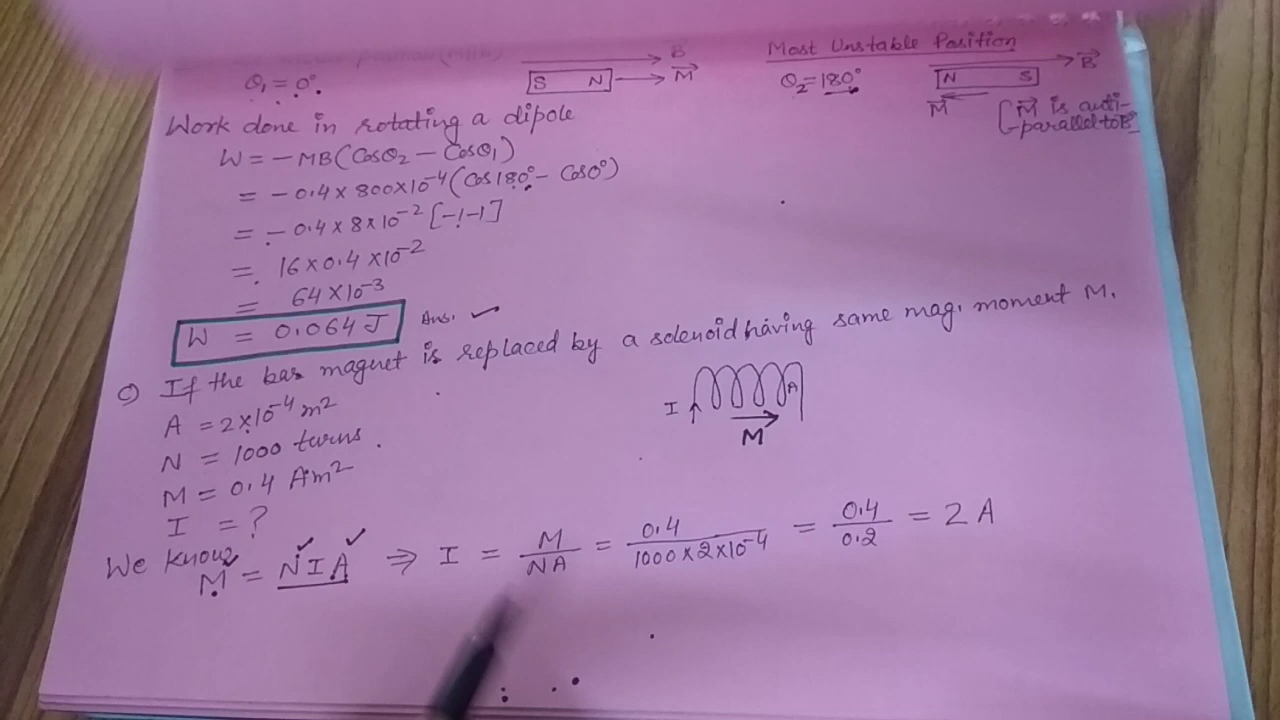 Most Unstable Position
θ₁ = 0°
S N
B
M
θ₂ = 180°
N S
B
M
[M is anti-
parallel to B
Work done in rotating a dipole
W = -MB(Cosθ₂ - Cosθ₁)
= -0.4 × 800 × 10⁻⁴ (Cos 180° - Cos 0°)
= -0.4 × 8 × 10⁻² [-1-1]
= 16 × 0.4 × 10⁻²
= 64 × 10⁻³
W = 0.064 J Ans. ✓
c) If the bar magnet is replaced by a solenoid having same mag. moment M.
A = 2×10⁻⁴ m²
N = 1000 turns.
M = 0.4 Am²
I = ?
I A
M
We know
M = NIA ⇒ I = M/NA = 0.4/1000×2×10⁻⁴ = 0.4/0.2 = 2 A